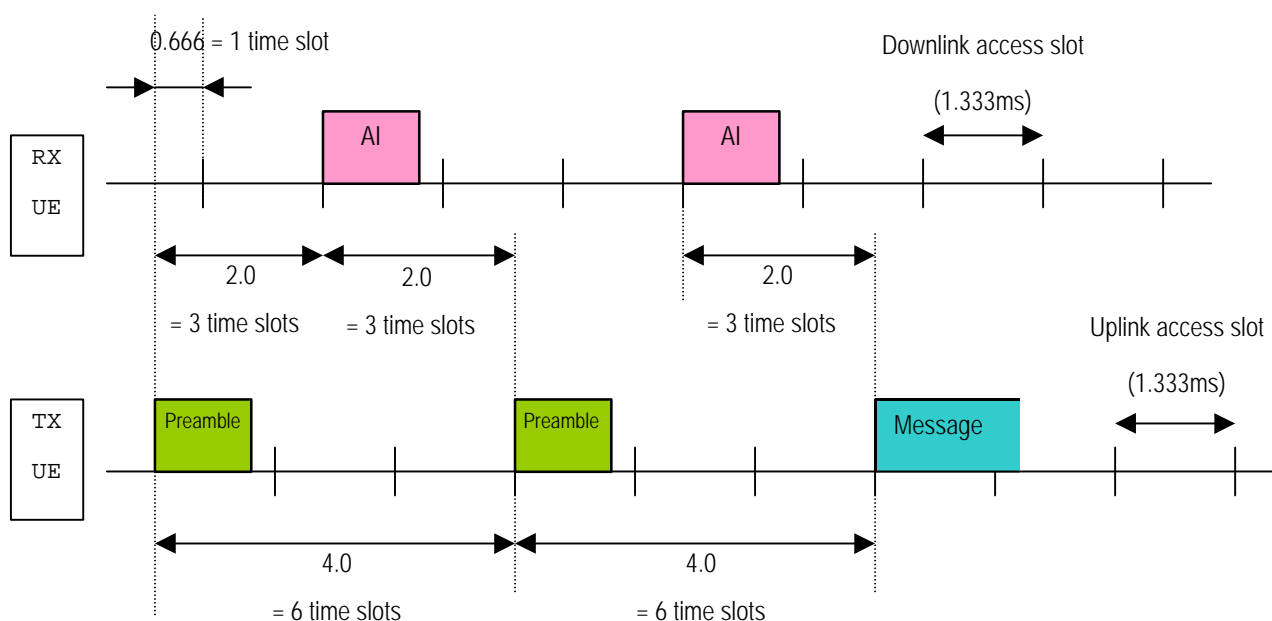 0.666 = 1 time slot
Downlink access slot
(1.333ms)
RX
UE
AI
AI
2.0
= 3 time slots
2.0
= 3 time slots
2.0
= 3 time slots
Uplink access slot
(1.333ms)
TX
UE
Preamble
Preamble
Message
4.0
= 6 time slots
4.0
= 6 time slots